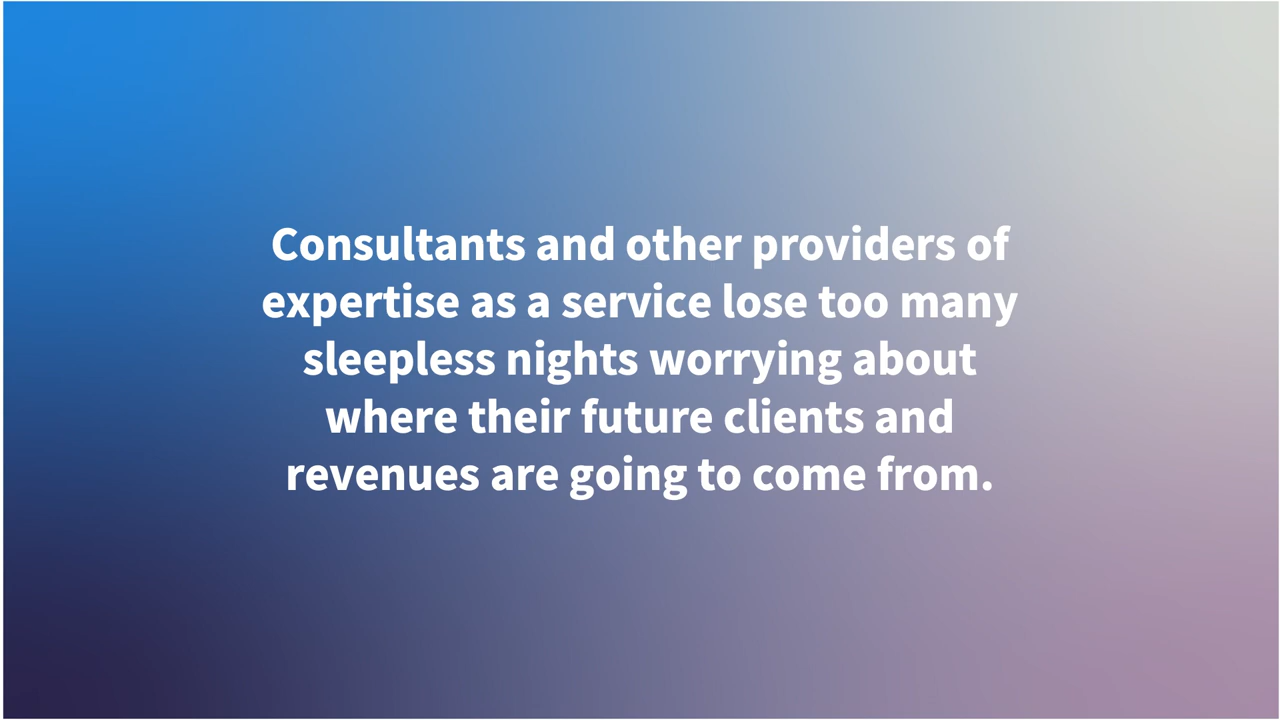 Consultants and other providers of
expertise as a service lose too many
sleepless nights worrying about
where their future clients and
revenues are going to come from.